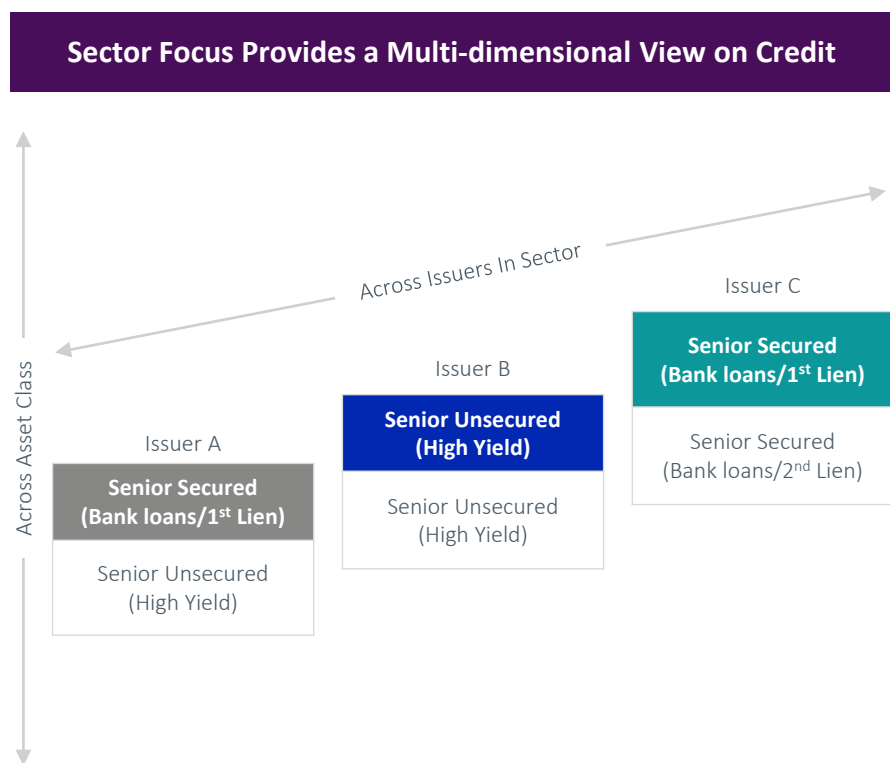 Sector Focus Provides a Multi-dimensional View on Credit
Across Asset Class
Across Issuers In Sector
Issuer A
Senior Secured
(Bank loans/1st Lien)
Senior Unsecured
(High Yield)
Issuer B
Senior Unsecured
(High Yield)
Senior Unsecured
(High Yield)
Issuer C
Senior Secured
(Bank loans/1st Lien)
Senior Secured
(Bank loans/2nd Lien)